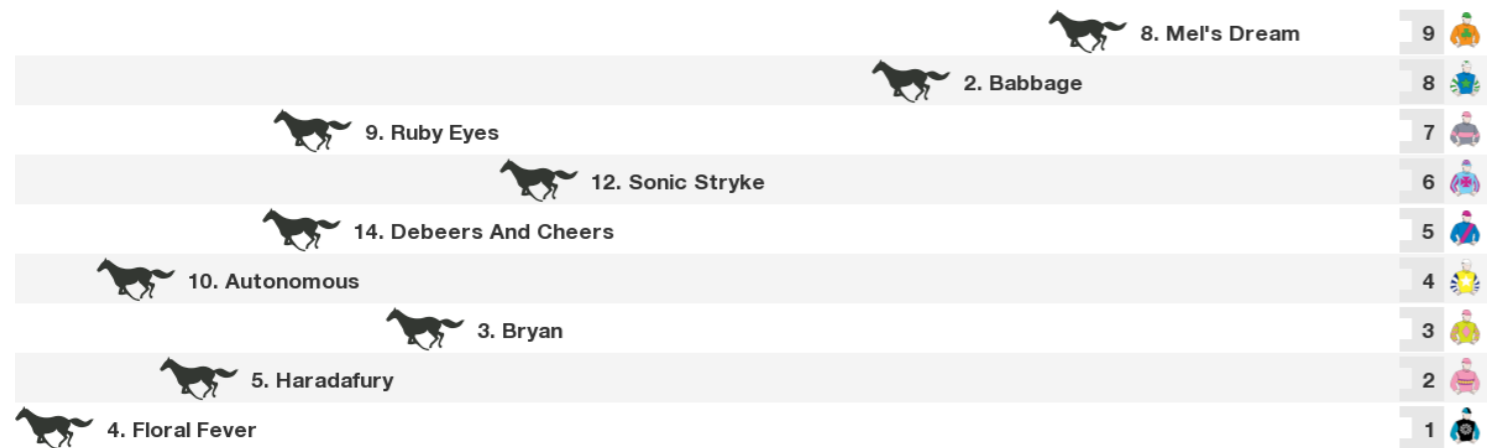 8. Mel's Dream 9
2. Babbage 8
9. Ruby Eyes 7
12. Sonic Stryke 6
14. Debeers And Cheers 5
10. Autonomous 4
3. Bryan 3
5. Haradafury 2
4. Floral Fever 1